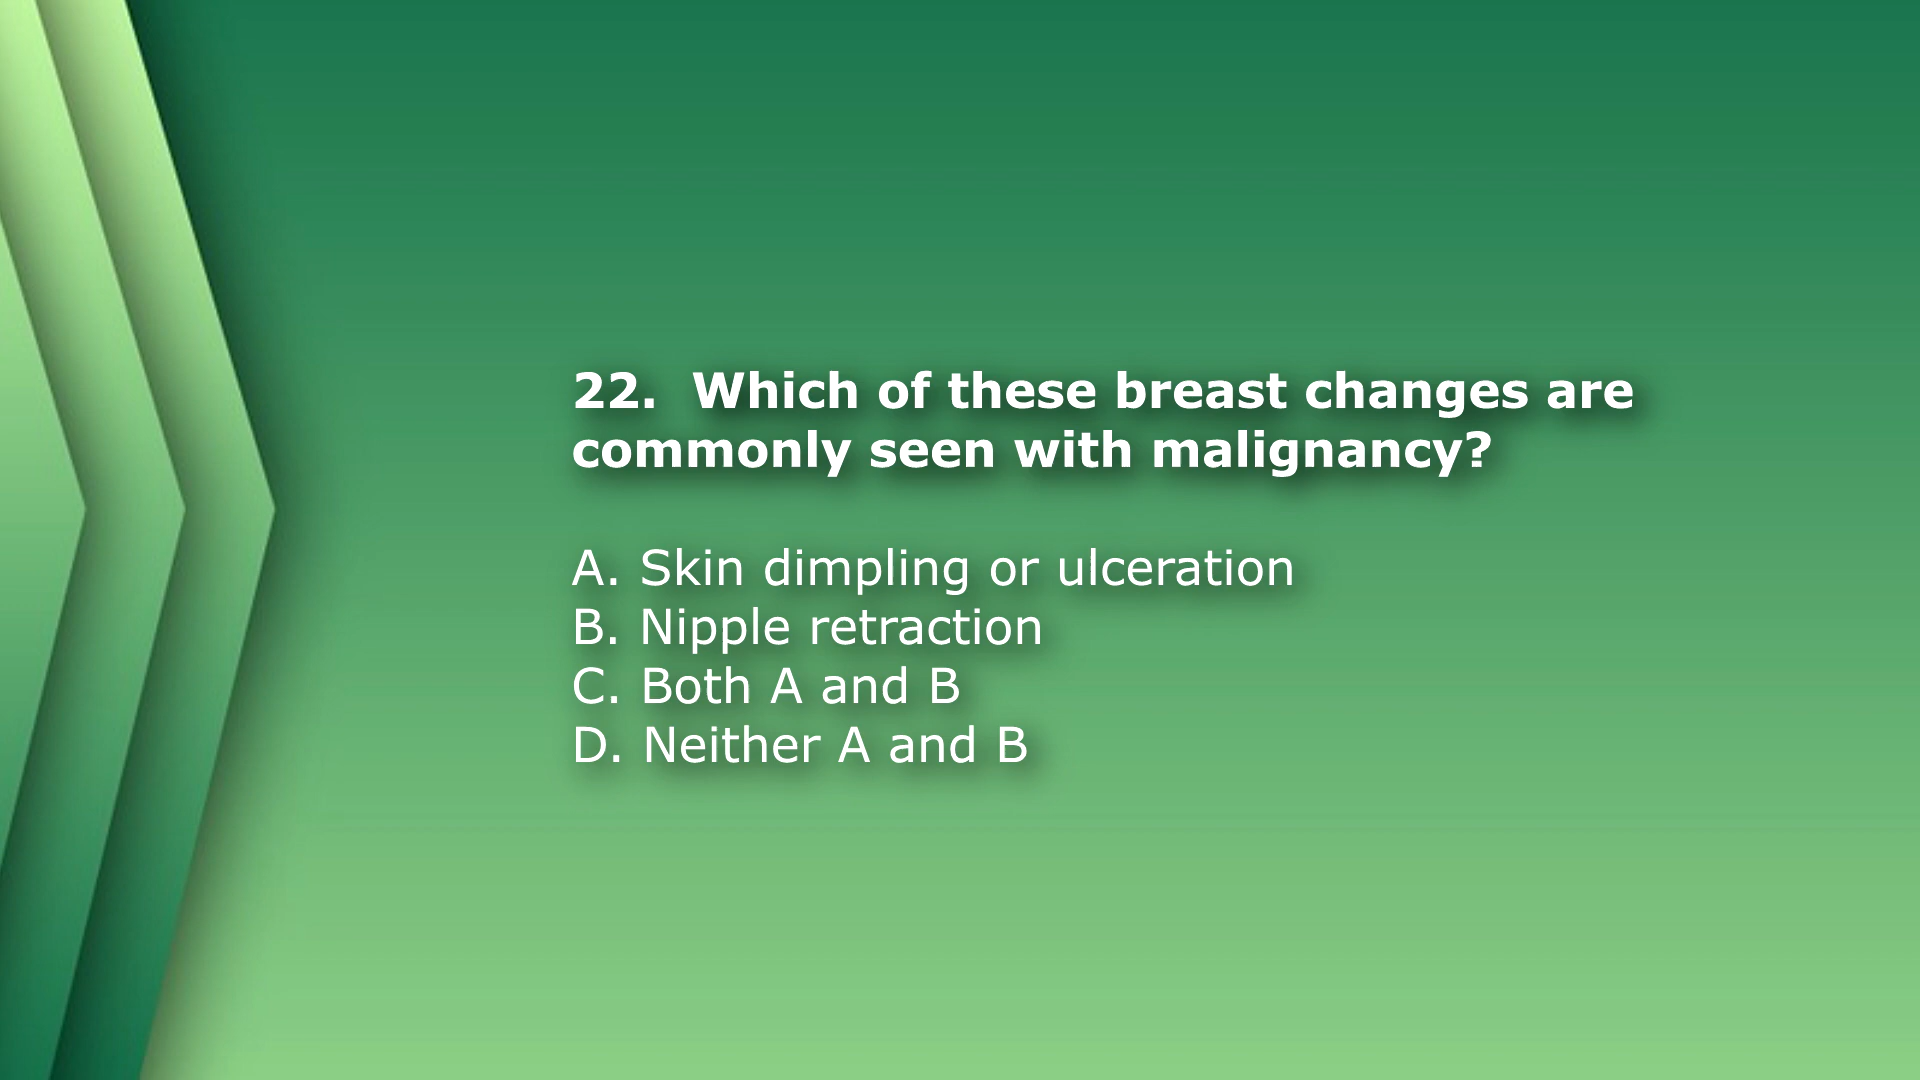 22.  Which of these breast changes are
commonly seen with malignancy?
A. Skin dimpling or ulceration
B. Nipple retraction
C. Both A and B
D. Neither A and B